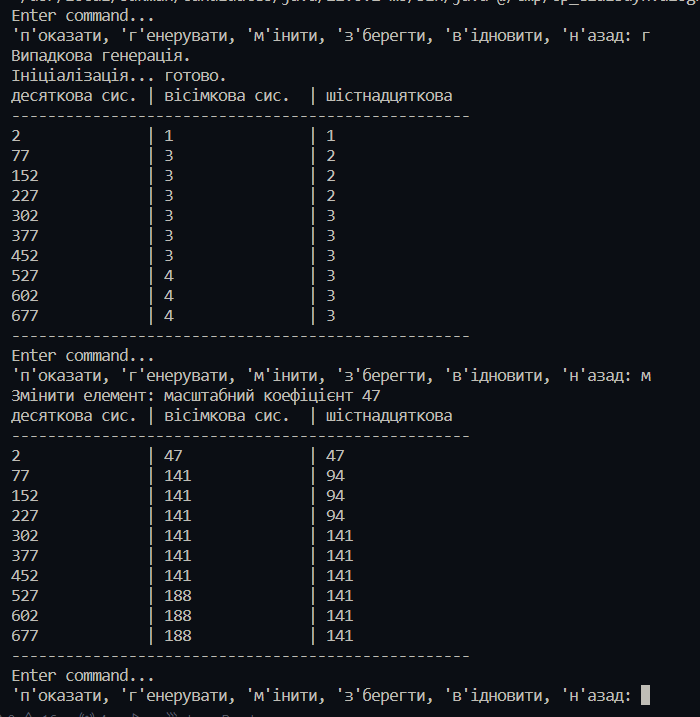 Enter command...
'п'оказати, 'г'енерувати, 'м'інити, 'з'берегти, 'в'ідновити, 'н'азад: г
Випадкова генерація.
Ініціалізація... готово.
десяткова сис. | вісімкова сис.  | шістнадцяткова
---------------------------------------------------
2              | 1               | 1
77             | 3               | 2
152            | 3               | 2
227            | 3               | 2
302            | 3               | 3
377            | 3               | 3
452            | 3               | 3
527            | 4               | 3
602            | 4               | 3
677            | 4               | 3
---------------------------------------------------
Enter command...
'п'оказати, 'г'енерувати, 'м'інити, 'з'берегти, 'в'ідновити, 'н'азад: м
Змінити елемент: масштабний коефіцієнт 47
десяткова сис. | вісімкова сис.  | шістнадцяткова
---------------------------------------------------
2              | 47              | 47
77             | 141             | 94
152            | 141             | 94
227            | 141             | 94
302            | 141             | 141
377            | 141             | 141
452            | 141             | 141
527            | 188             | 141
602            | 188             | 141
677            | 188             | 141
---------------------------------------------------
Enter command...
'п'оказати, 'г'енерувати, 'м'інити, 'з'берегти, 'в'ідновити, 'н'азад: